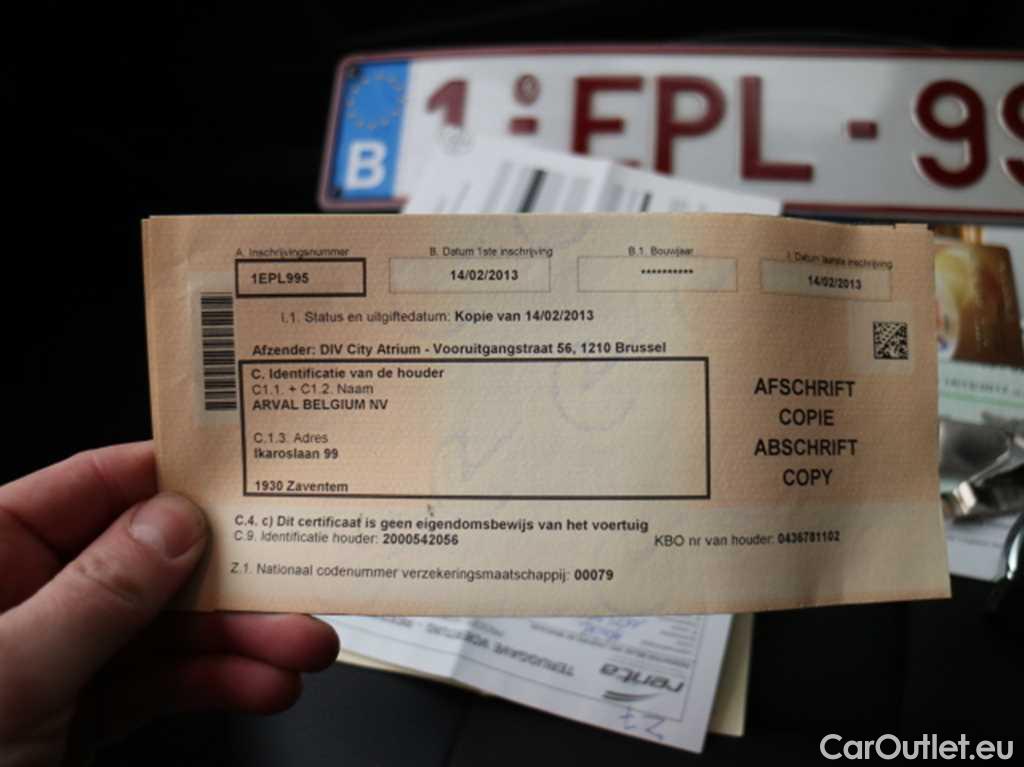 B
1 EPL - 99
A. Inschrijvingsnummer
B. Datum 1ste inschrijving
B.1. Bouwjaar
I. Datum laatste inschrijving
1EPL995
14/02/2013
**********
14/02/2013
I.1. Status en uitgiftedatum: Kopie van 14/02/2013
Afzender: DIV City Atrium - Vooruitgangstraat 56, 1210 Brussel
C. Identificatie van de houder
C1.1. + C1.2. Naam
ARVAL BELGIUM NV
C.1.3. Adres
Ikaroslaan 99
1930 Zaventem
AFSCHRIFT
COPIE
ABSCHRIFT
COPY
C.4. c) Dit certificaat is geen eigendomsbewijs van het voertuig
C.9. Identificatie houder: 2000542056
KBO nr van houder: 0436781102
Z.1. Nationaal codenummer verzekeringsmaatschappij: 00079
TERUGGAVE VOERTUIG
renta
CarOutlet.eu